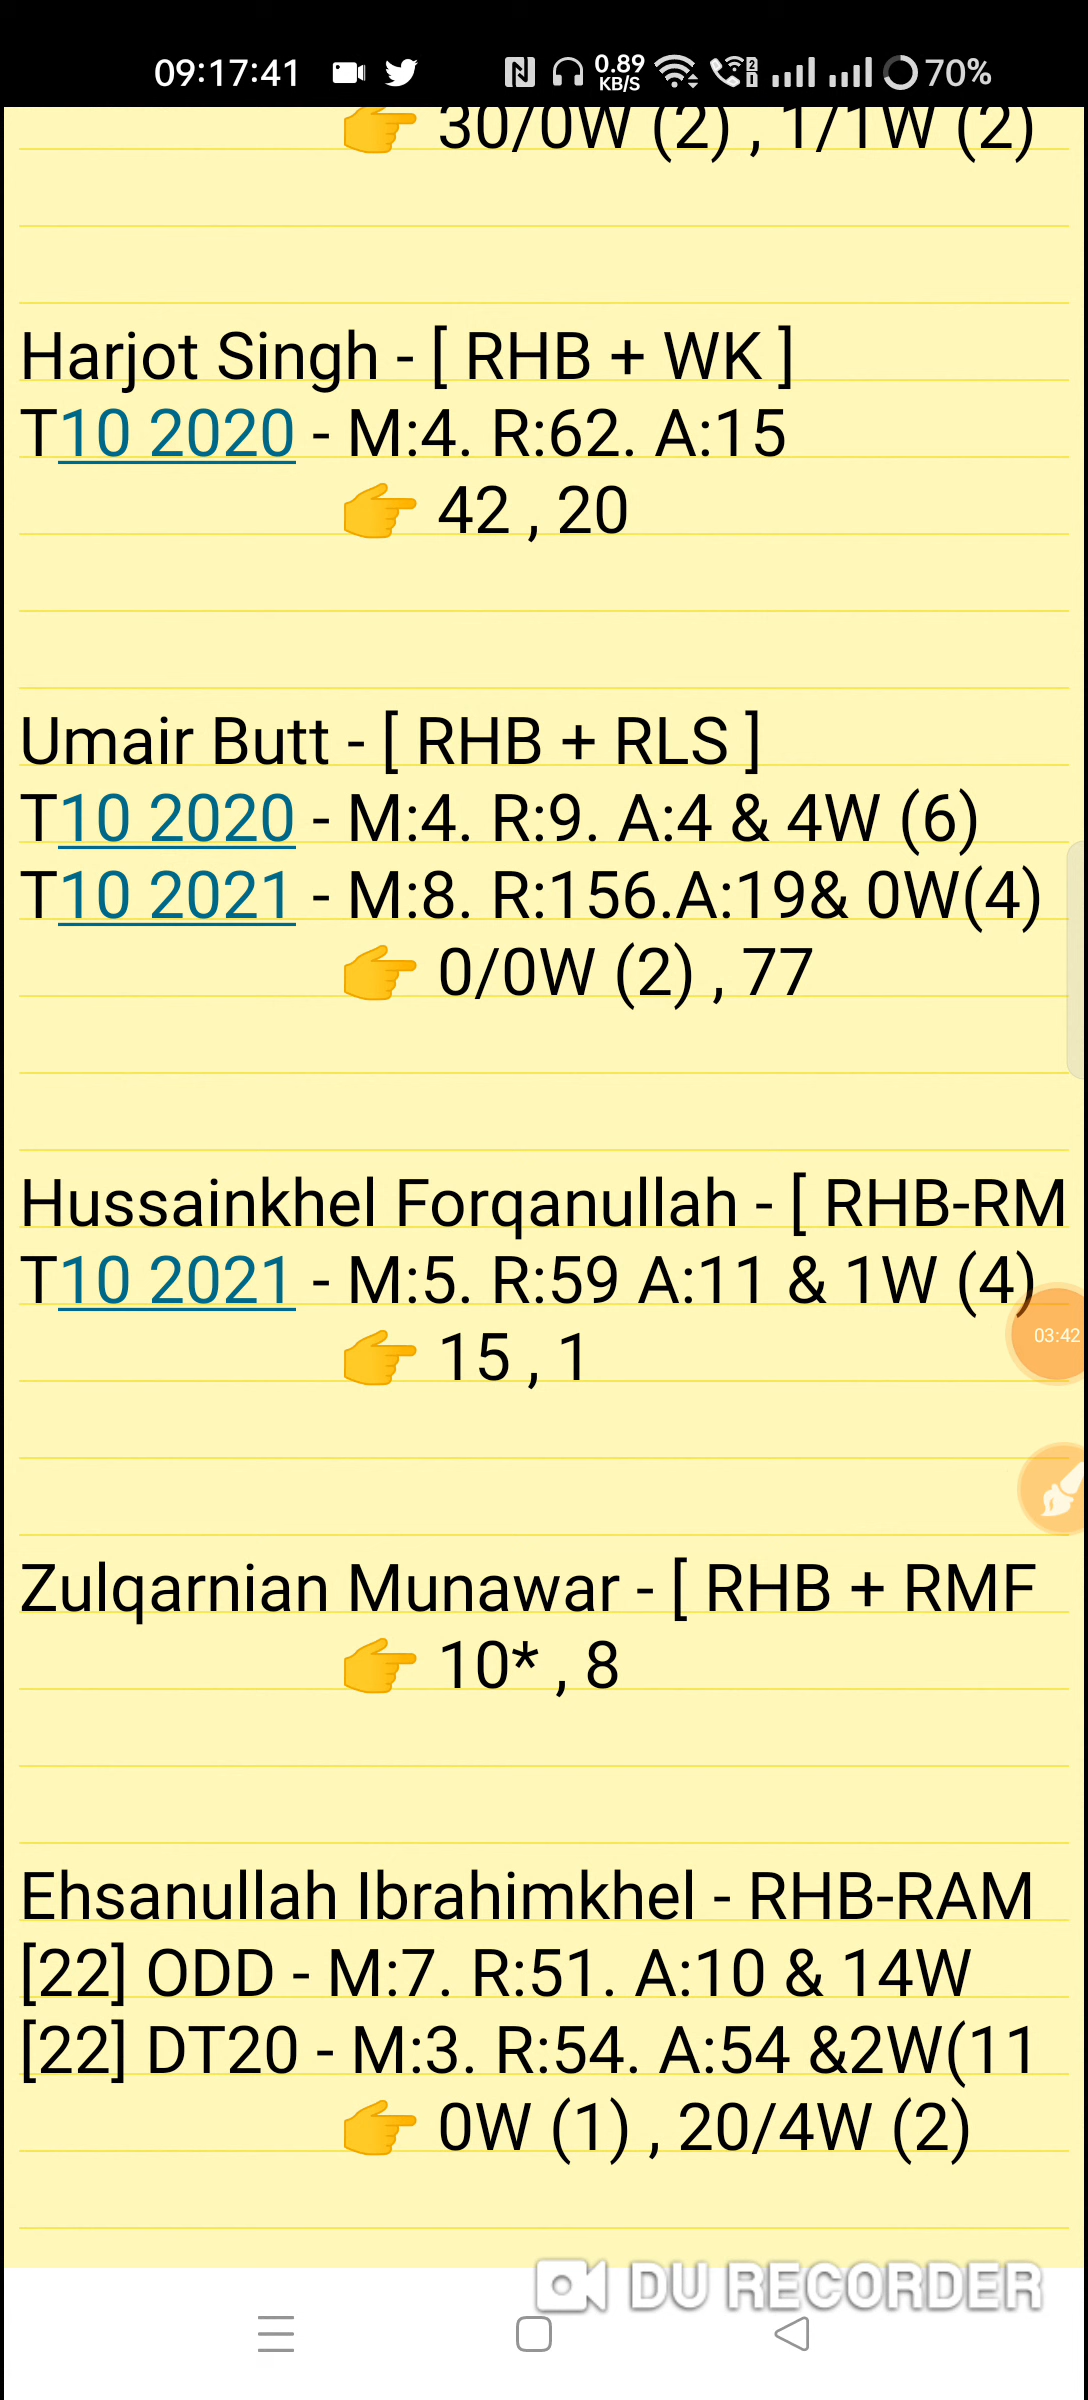 09:17:41 0.89 KB/S 2 1 70%
👉 30/0W (2) , 1/1W (2)
Harjot Singh - [ RHB + WK ]
T10 2020 - M:4. R:62. A:15
👉 42 , 20
Umair Butt - [ RHB + RLS ]
T10 2020 - M:4. R:9. A:4 & 4W (6)
T10 2021 - M:8. R:156.A:19& 0W(4)
👉 0/0W (2) , 77
Hussainkhel Forqanullah - [ RHB-RM
T10 2021 - M:5. R:59 A:11 & 1W (4)
03:42
👉 15 , 1
Zulqarnian Munawar - [ RHB + RMF
👉 10* , 8
Ehsanullah Ibrahimkhel - RHB-RAM
[22] ODD - M:7. R:51. A:10 & 14W
[22] DT20 - M:3. R:54. A:54 &2W(11
👉 0W (1) , 20/4W (2)
DU RECORDER